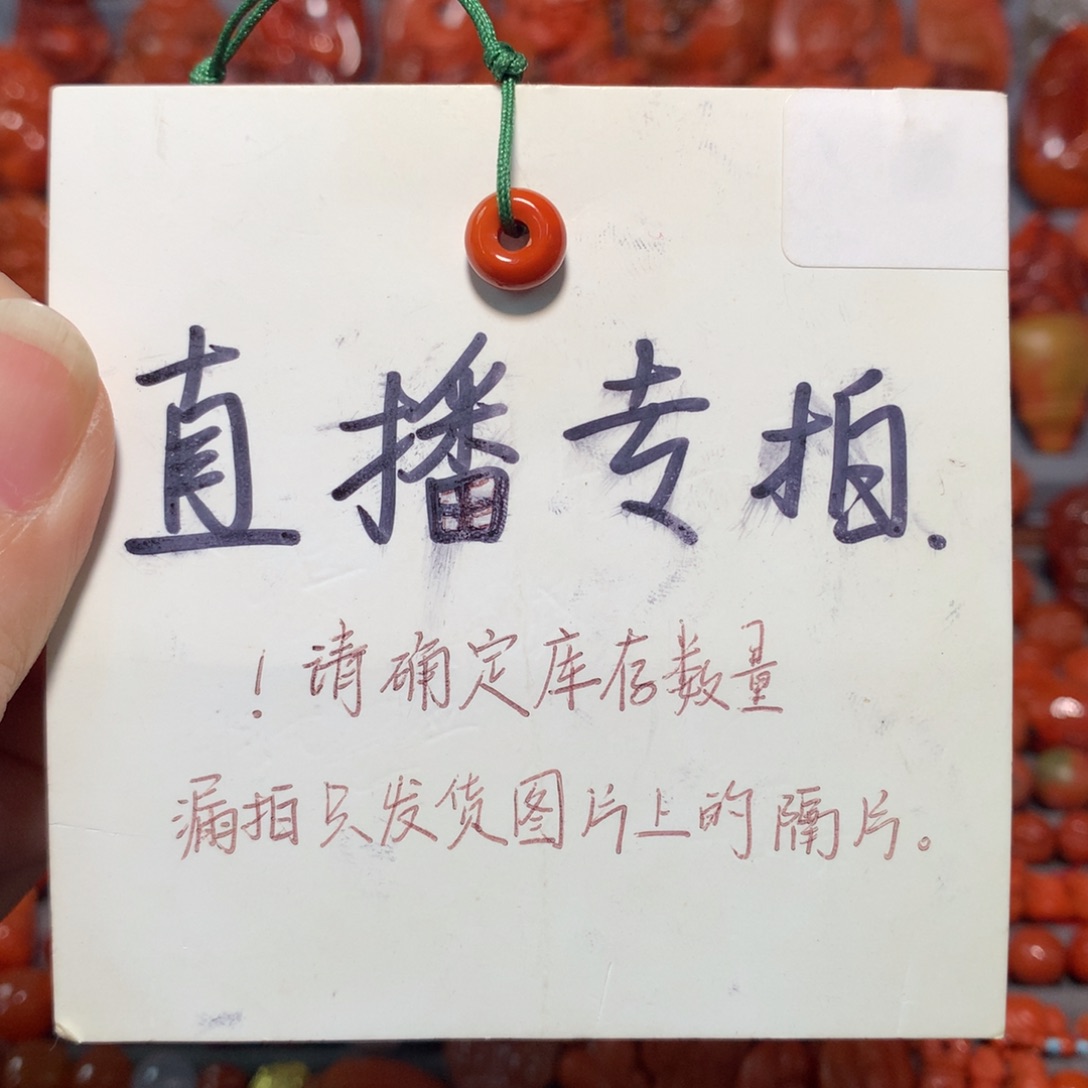 直播专拍.
！请确定库存数量
漏拍只发货图片上的隔片。